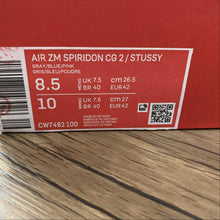 AIR ZM SPIRIDON CG 2 / STUSSY
GRAY/BLUE/PINK
GRIS/BLEU/POUDRE
8.5 MENS UK 7.5 BR 40 cm 26.5 EUR 42
10 UK 7.5 BR 40 cm 27 EUR 42
CW7482 100